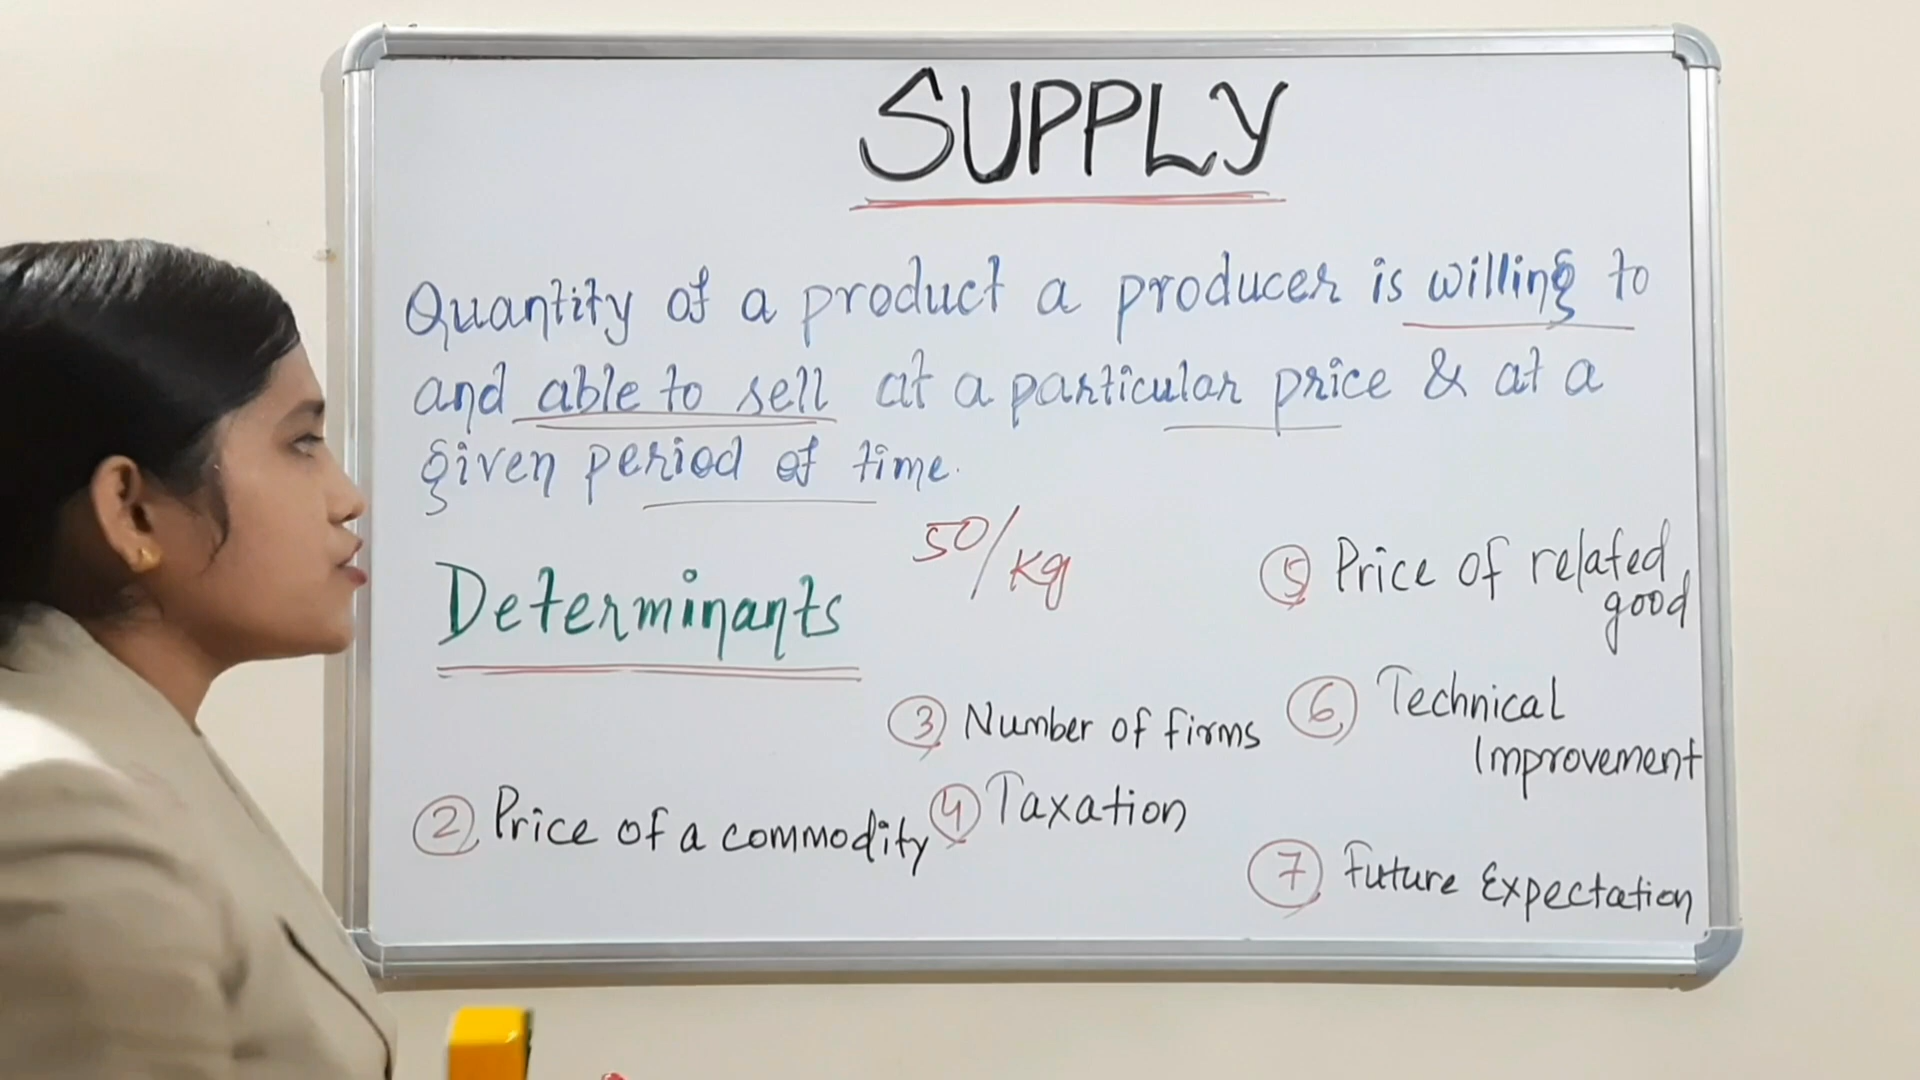 SUPPLY
Quantity of a product a producer is willing to
and able to sell at a particular price & at a
given period of time.
50/kg
Determinants
② Price of a commodity
③ Number of firms
④ Taxation
⑤ Price of related
good
⑥ Technical
Improvement
⑦ Future Expectation